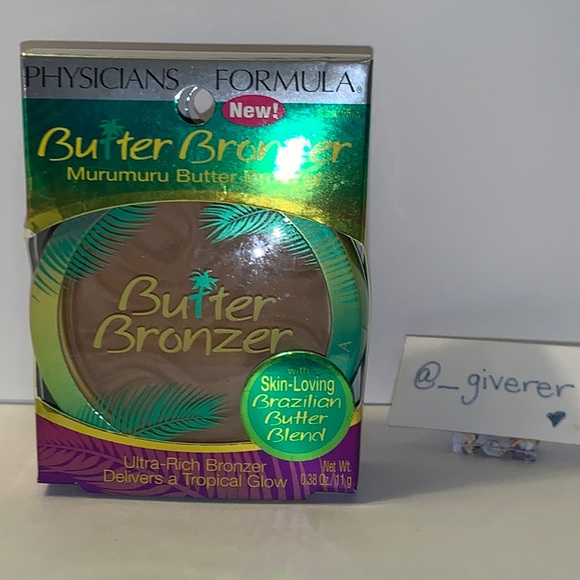 PHYSICIANS FORMULA®
New!
Butter Bronzer
Murumuru Butter
Butter
Bronzer
with
Skin-Loving
Brazilian
Butter
Blend
Ultra-Rich Bronzer
Delivers a Tropical Glow
Net Wt.
0.38 Oz./11 g
@_giverer